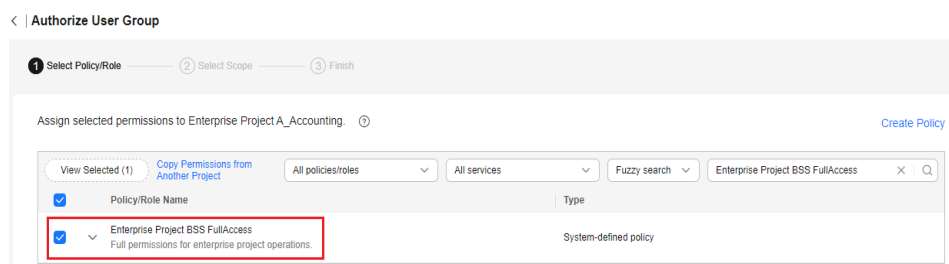 < | Authorize User Group
1 Select Policy/Role 2 Select Scope 3 Finish
Assign selected permissions to Enterprise Project A_Accounting. ?
Create Policy
View Selected (1) Copy Permissions from Another Project All policies/roles All services Fuzzy search Enterprise Project BSS FullAccess X
Policy/Role Name Type
Enterprise Project BSS FullAccess
Full permissions for enterprise project operations.
System-defined policy